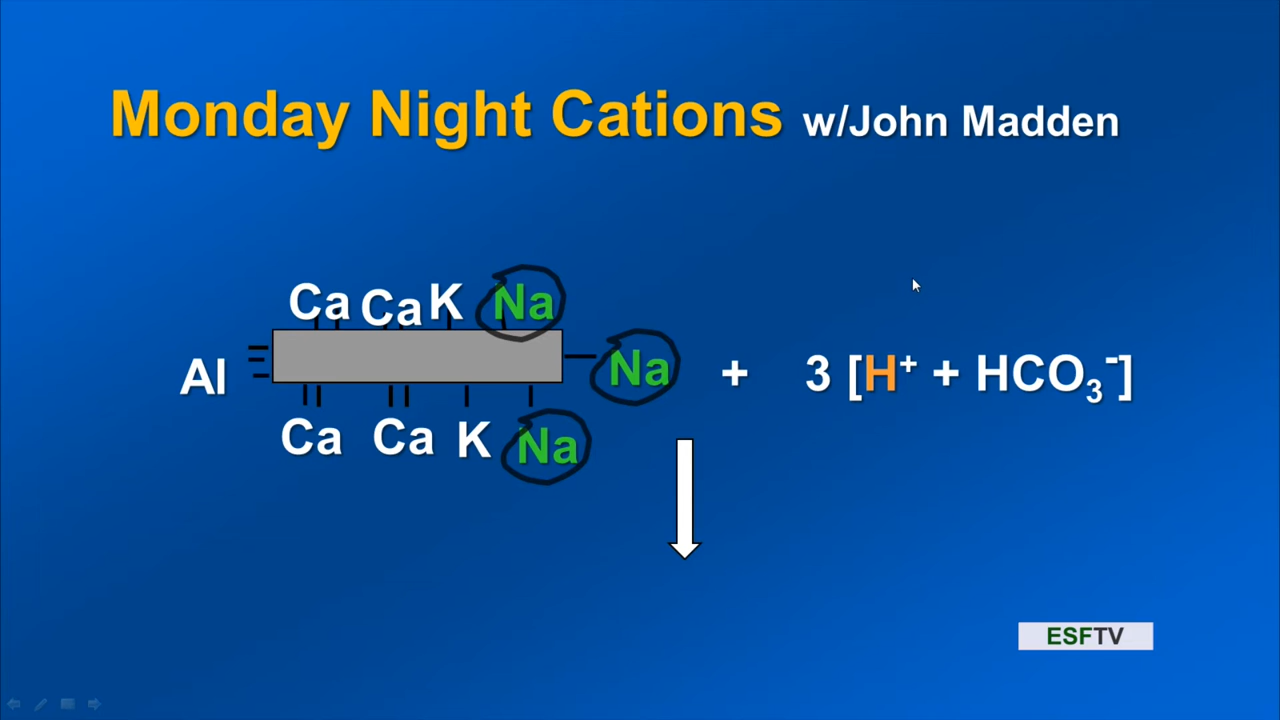 Monday Night Cations w/John Madden
Ca Ca K Na
Al Na + 3 [H⁺ + HCO₃⁻]
Ca Ca K Na
ESFTV